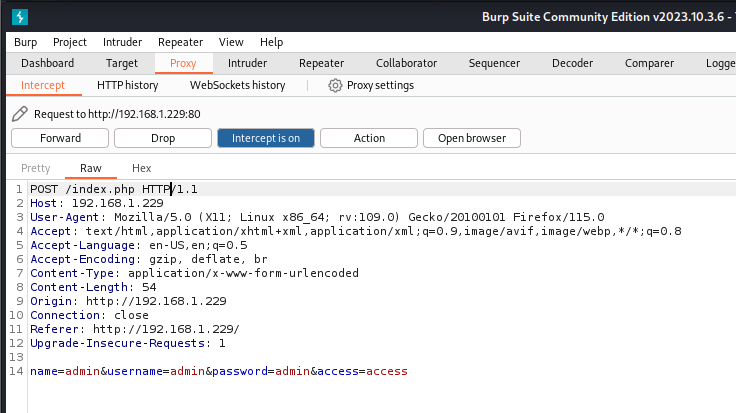 Burp Suite Community Edition v2023.10.3.6 -
Burp Project Intruder Repeater View Help
Dashboard Target Proxy Intruder Repeater Collaborator Sequencer Decoder Comparer Logge
Intercept HTTP history WebSockets history Proxy settings
Request to http://192.168.1.229:80
Forward Drop Intercept is on Action Open browser
Pretty Raw Hex
1 POST /index.php HTTP/1.1
2 Host: 192.168.1.229
3 User-Agent: Mozilla/5.0 (X11; Linux x86_64; rv:109.0) Gecko/20100101 Firefox/115.0
4 Accept: text/html,application/xhtml+xml,application/xml;q=0.9,image/avif,image/webp,*/*;q=0.8
5 Accept-Language: en-US,en;q=0.5
6 Accept-Encoding: gzip, deflate, br
7 Content-Type: application/x-www-form-urlencoded
8 Content-Length: 54
9 Origin: http://192.168.1.229
10 Connection: close
11 Referer: http://192.168.1.229/
12 Upgrade-Insecure-Requests: 1
13
14 name=admin&username=admin&password=admin&access=access